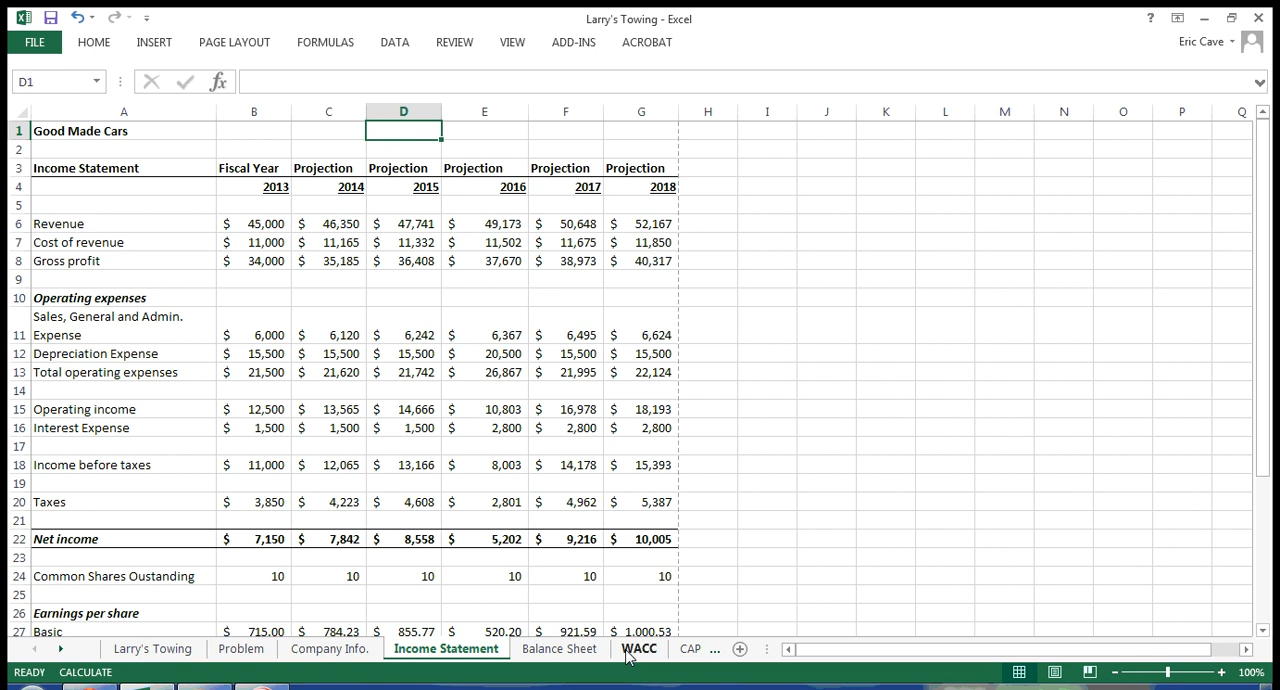 Larry's Towing - Excel
?
FILE HOME INSERT PAGE LAYOUT FORMULAS DATA REVIEW VIEW ADD-INS ACROBAT Eric Cave
D1 fx
A B C D E F G H I J K L M N O P Q
1 Good Made Cars
2
3 Income Statement Fiscal Year Projection Projection Projection Projection Projection
4 2013 2014 2015 2016 2017 2018
5
6 Revenue $ 45,000 $ 46,350 $ 47,741 $ 49,173 $ 50,648 $ 52,167
7 Cost of revenue $ 11,000 $ 11,165 $ 11,332 $ 11,502 $ 11,675 $ 11,850
8 Gross profit $ 34,000 $ 35,185 $ 36,408 $ 37,670 $ 38,973 $ 40,317
9
10 Operating expenses
Sales, General and Admin.
11 Expense $ 6,000 $ 6,120 $ 6,242 $ 6,367 $ 6,495 $ 6,624
12 Depreciation Expense $ 15,500 $ 15,500 $ 15,500 $ 20,500 $ 15,500 $ 15,500
13 Total operating expenses $ 21,500 $ 21,620 $ 21,742 $ 26,867 $ 21,995 $ 22,124
14
15 Operating income $ 12,500 $ 13,565 $ 14,666 $ 10,803 $ 16,978 $ 18,193
16 Interest Expense $ 1,500 $ 1,500 $ 1,500 $ 2,800 $ 2,800 $ 2,800
17
18 Income before taxes $ 11,000 $ 12,065 $ 13,166 $ 8,003 $ 14,178 $ 15,393
19
20 Taxes $ 3,850 $ 4,223 $ 4,608 $ 2,801 $ 4,962 $ 5,387
21
22 Net income $ 7,150 $ 7,842 $ 8,558 $ 5,202 $ 9,216 $ 10,005
23
24 Common Shares Oustanding 10 10 10 10 10 10
25
26 Earnings per share
27 Basic $ 715.00 $ 784.23 $ 855.77 $ 520.20 $ 921.59 $ 1,000.53
Larry's Towing Problem Company Info. Income Statement Balance Sheet WACC CAP ...
READY CALCULATE 100%